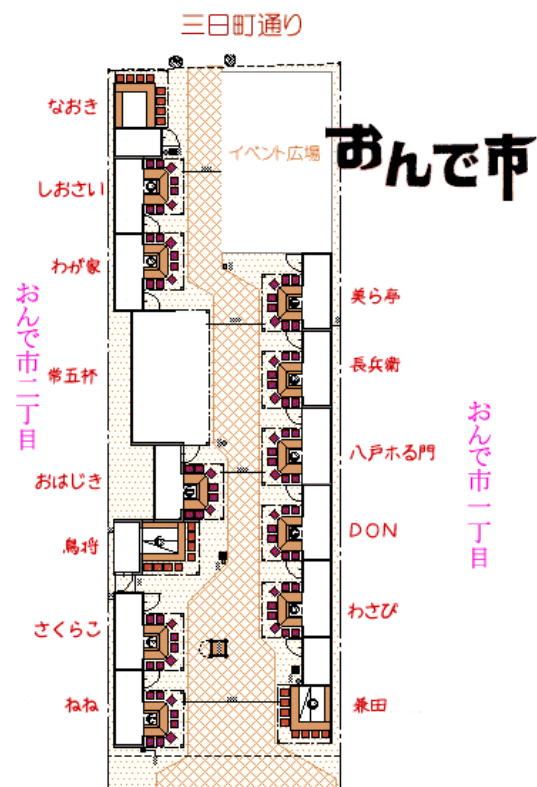 三日町通り
おんで市
イベント広場
なおき
しおさい
わが家
常五杯
おはじき
鳥将
さくらこ
ねね
おんで市二丁目
美ら亭
長兵衛
八戸ホる門
DON
わさび
兼田
おんで市一丁目